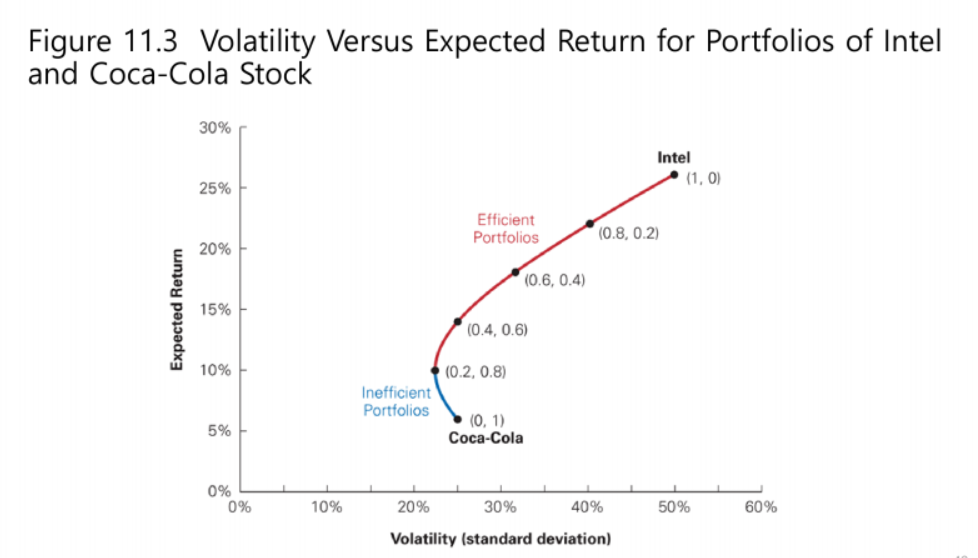 Figure 11.3 Volatility Versus Expected Return for Portfolios of Intel
and Coca-Cola Stock
30%
25%
20%
15%
10%
5%
0%
Expected Return
Intel
(1, 0)
Efficient
Portfolios
(0.8, 0.2)
(0.6, 0.4)
(0.4, 0.6)
(0.2, 0.8)
Inefficient
Portfolios
(0, 1)
Coca-Cola
0%
10%
20%
30%
40%
50%
60%
Volatility (standard deviation)